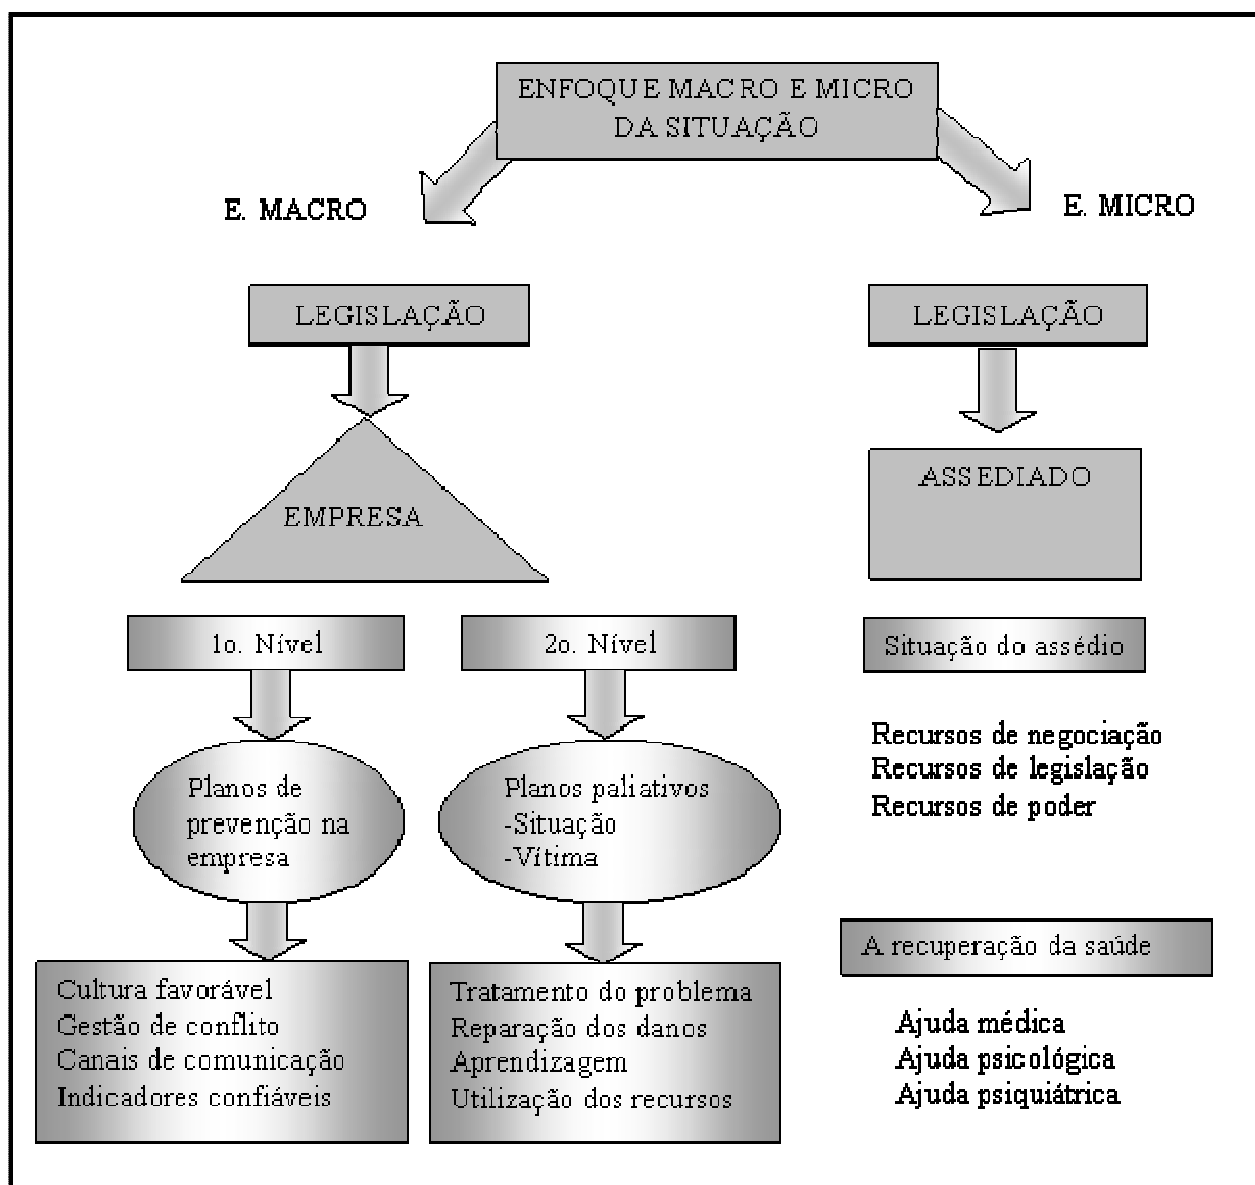 ENFOQUE MACRO E MICRO
DA SITUAÇÃO
E. MACRO
E. MICRO
LEGISLAÇÃO
LEGISLAÇÃO
EMPRESA
ASSEDIADO
1o. Nível
2o. Nível
Situação do assédio
Planos de
prevenção na
empresa
Planos paliativos
-Situação
-Vítima
Recursos de negociação
Recursos de legislação
Recursos de poder
Cultura favorável
Gestão de conflito
Canais de comunicação
Indicadores confiáveis
Tratamento do problema
Reparação dos danos
Aprendizagem
Utilização dos recursos
A recuperação da saúde
Ajuda médica
Ajuda psicológica
Ajuda psiquiátrica